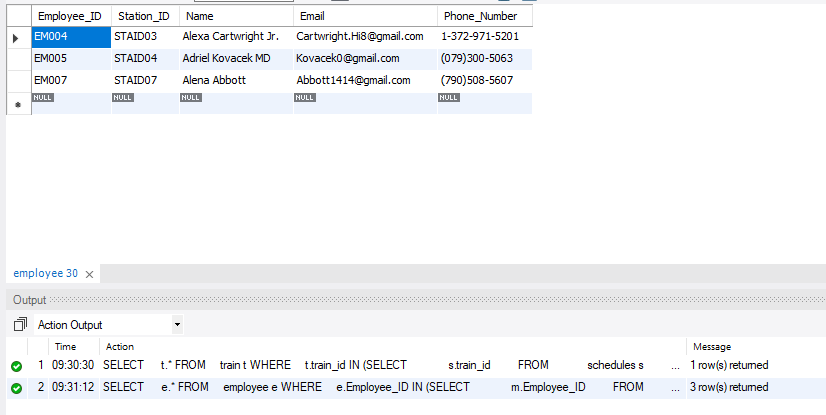 Employee_ID Station_ID Name Email Phone_Number
EM004 STAID03 Alexa Cartwright Jr. Cartwright.Hi8@gmail.com 1-372-971-5201
EM005 STAID04 Adriel Kovacek MD Kovacek0@gmail.com (079)300-5063
EM007 STAID07 Alena Abbott Abbott1414@gmail.com (790)508-5607
NULL NULL NULL NULL NULL
employee 30
Output
Action Output
Time Action Message
1 09:30:30 SELECT t.* FROM train t WHERE t.train_id IN (SELECT s.train_id FROM schedules s ... 1 row(s) returned
2 09:31:12 SELECT e.* FROM employee e WHERE e.Employee_ID IN (SELECT m.Employee_ID FROM ... 3 row(s) returned